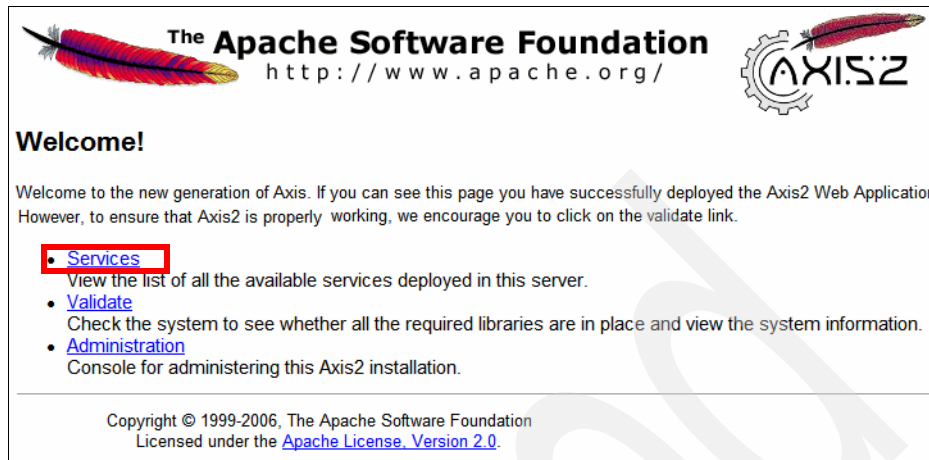 The Apache Software Foundation
http://www.apache.org/
AXIS2
Welcome!
Welcome to the new generation of Axis. If you can see this page you have successfully deployed the Axis2 Web Application
However, to ensure that Axis2 is properly working, we encourage you to click on the validate link.
• Services
View the list of all the available services deployed in this server.
• Validate
Check the system to see whether all the required libraries are in place and view the system information.
• Administration
Console for administering this Axis2 installation.
Copyright © 1999-2006, The Apache Software Foundation
Licensed under the Apache License, Version 2.0.